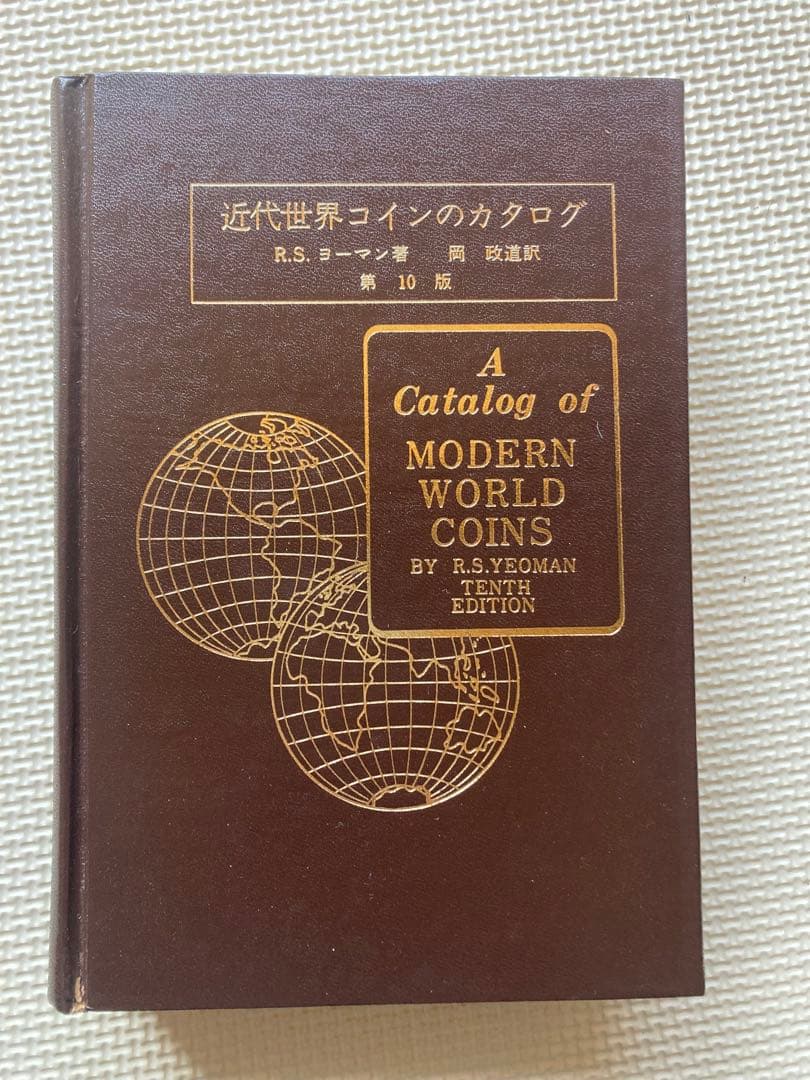 近代世界コインのカタログ
R.S. ヨーマン著 岡 政道訳
第 10 版
A
Catalog of
MODERN
WORLD
COINS
BY R.S.YEOMAN
TENTH
EDITION